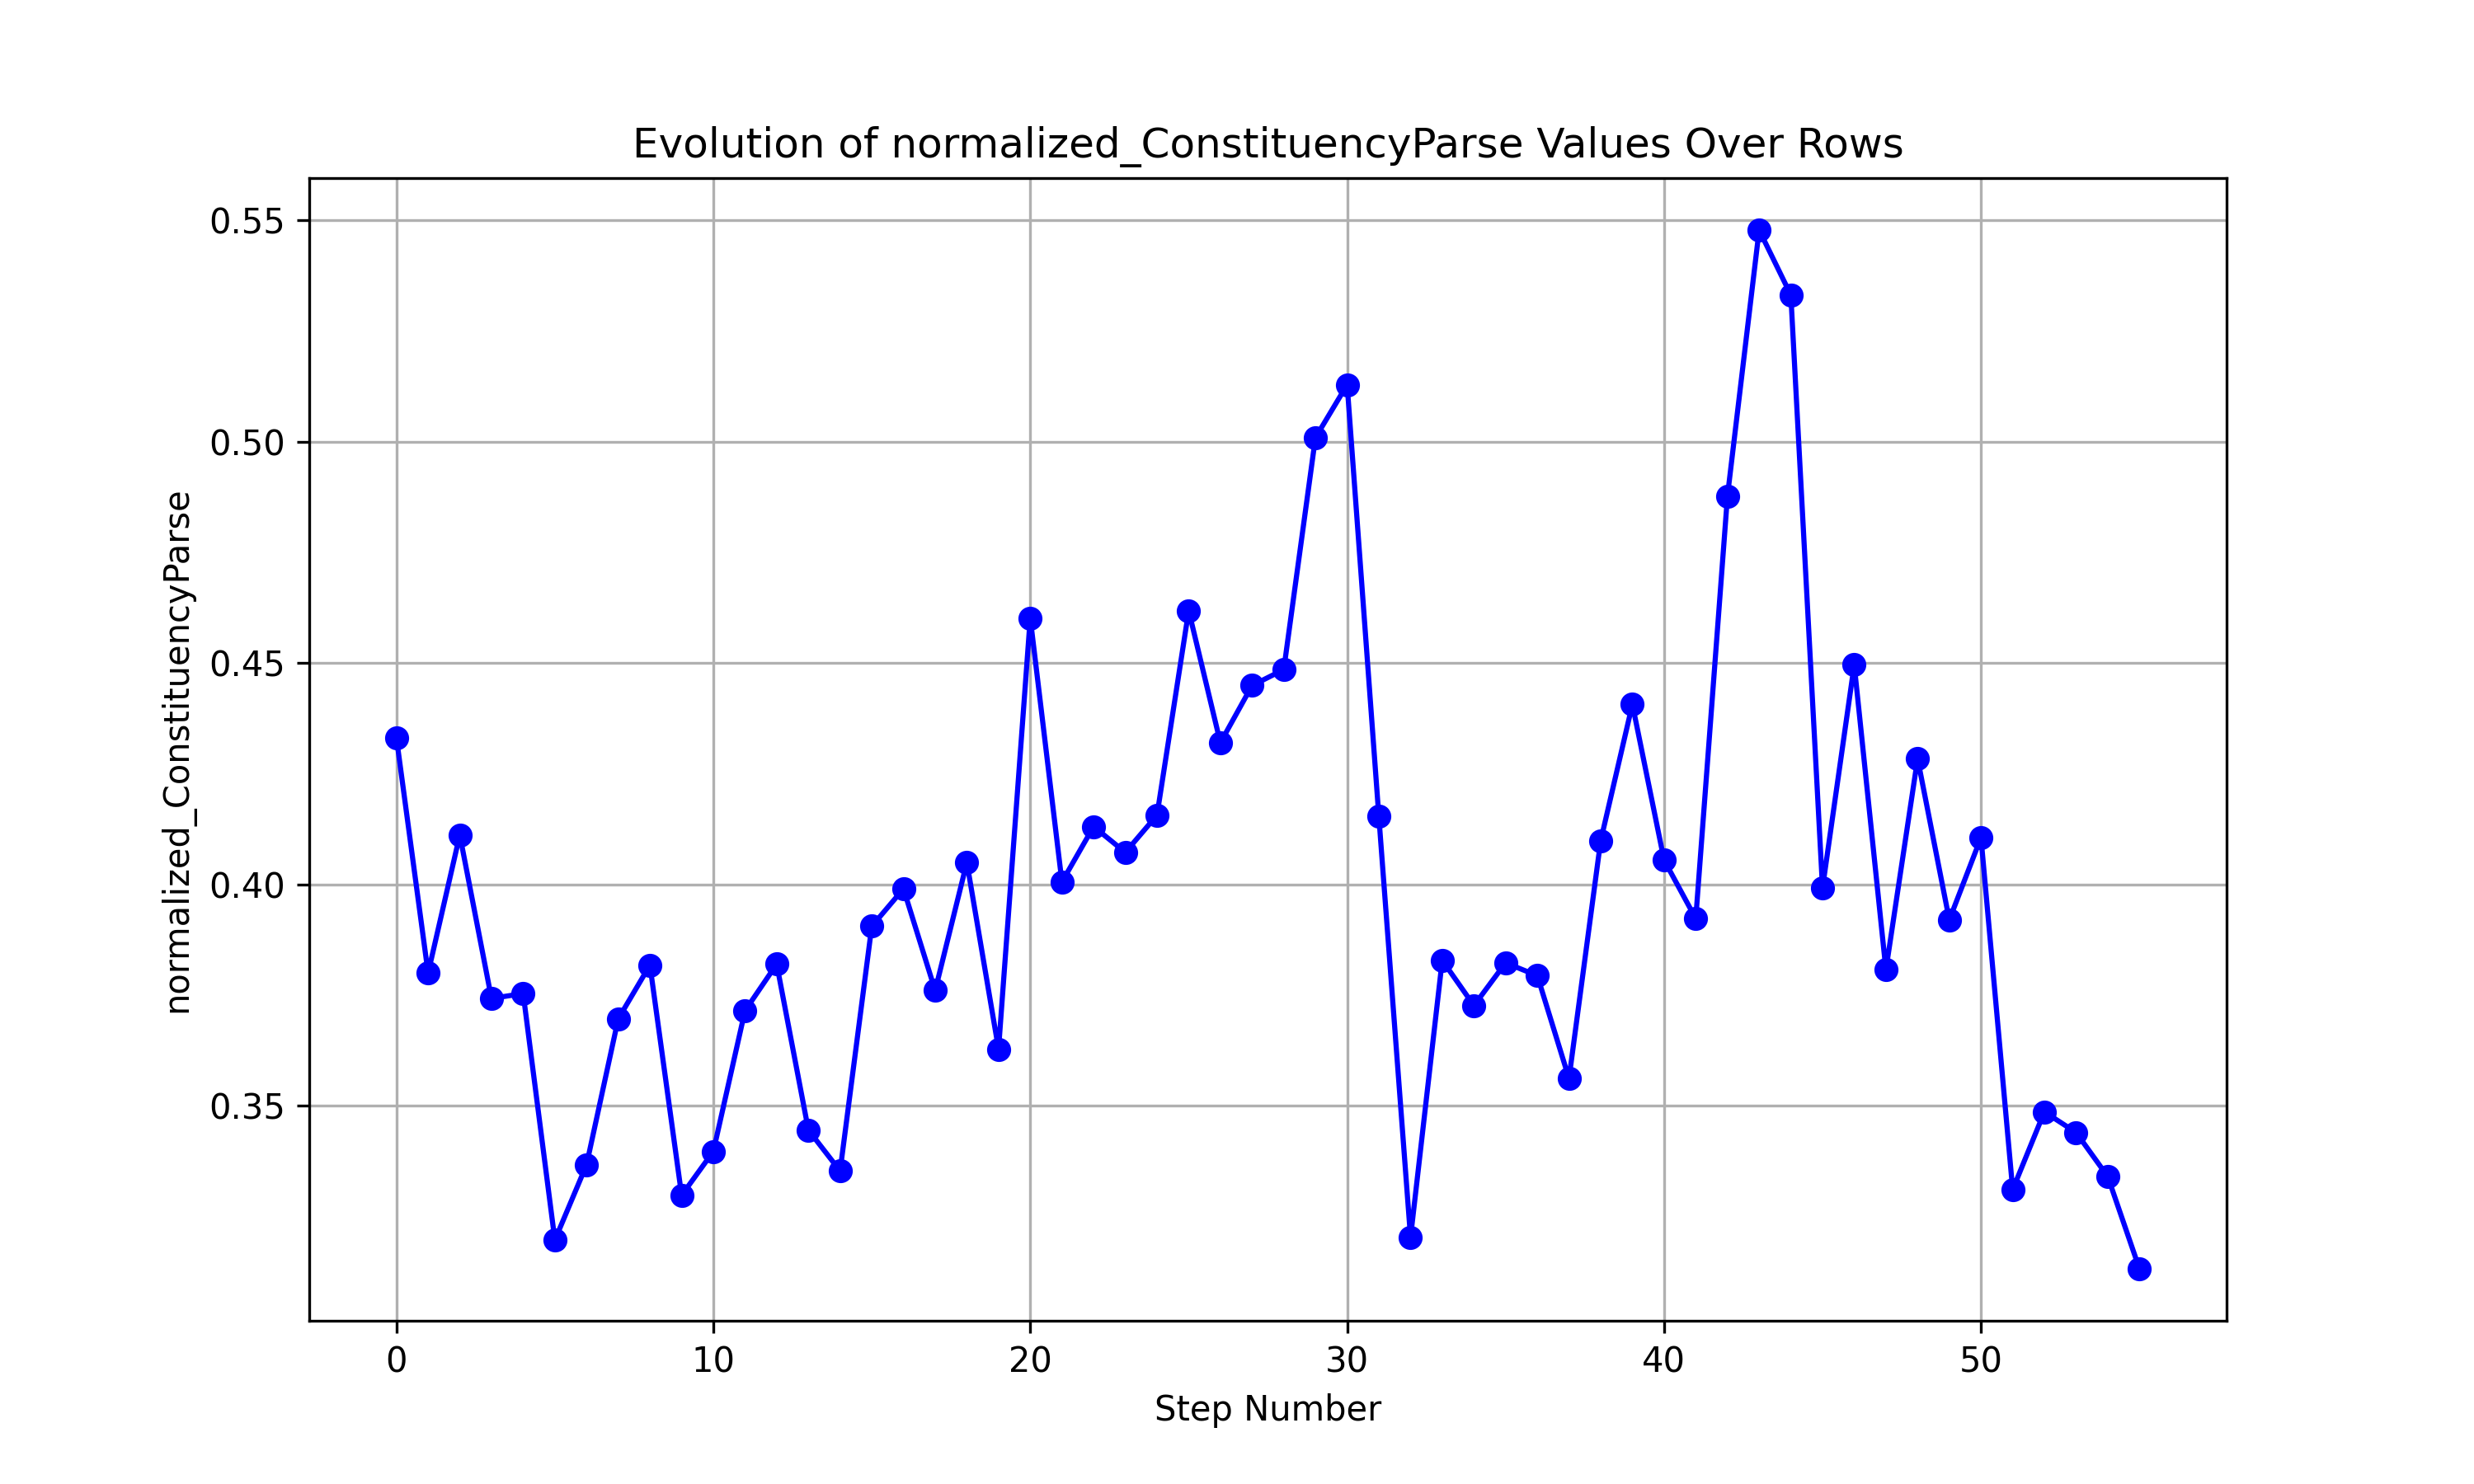 Evolution of normalized_ConstituencyParse Values Over Rows
normalized_ConstituencyParse
0.55
0.50
0.45
0.40
0.35
0 10 20 30 40 50
Step Number